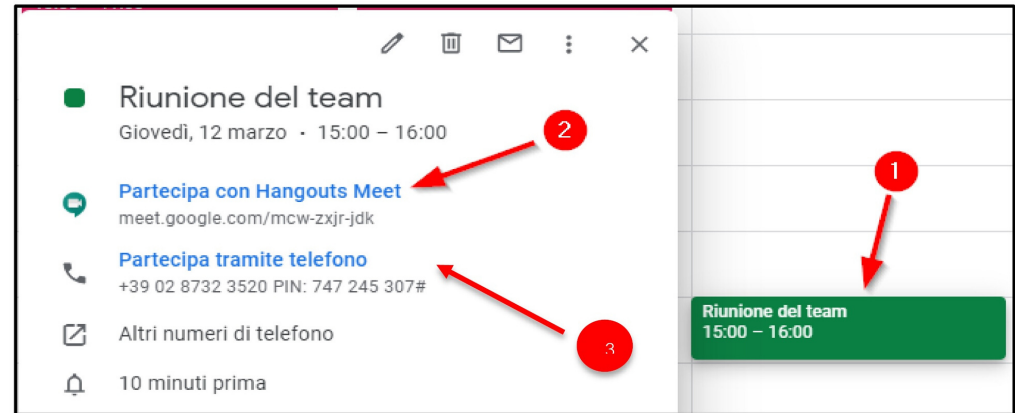 Riunione del team
Giovedì, 12 marzo · 15:00 – 16:00
2
Partecipa con Hangouts Meet
meet.google.com/mcw-zxjr-jdk
Partecipa tramite telefono
+39 02 8732 3520 PIN: 747 245 307#
Altri numeri di telefono
3
10 minuti prima
1
Riunione del team
15:00 – 16:00